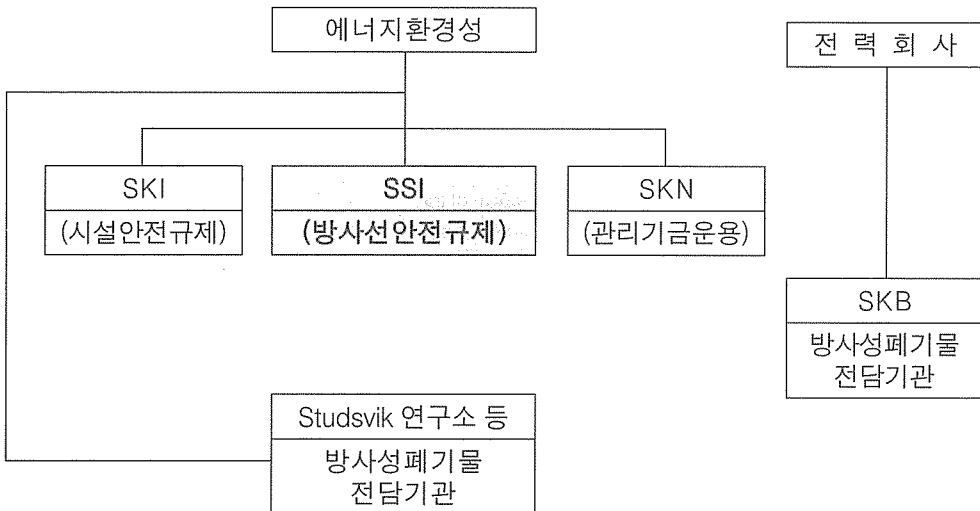 에너지환경성
전 력 회 사
SKI
(시설안전규제)
SSI
(방사선안전규제)
SKN
(관리기금운용)
SKB
방사성폐기물
전담기관
Studsvik 연구소 등
방사성폐기물
전담기관